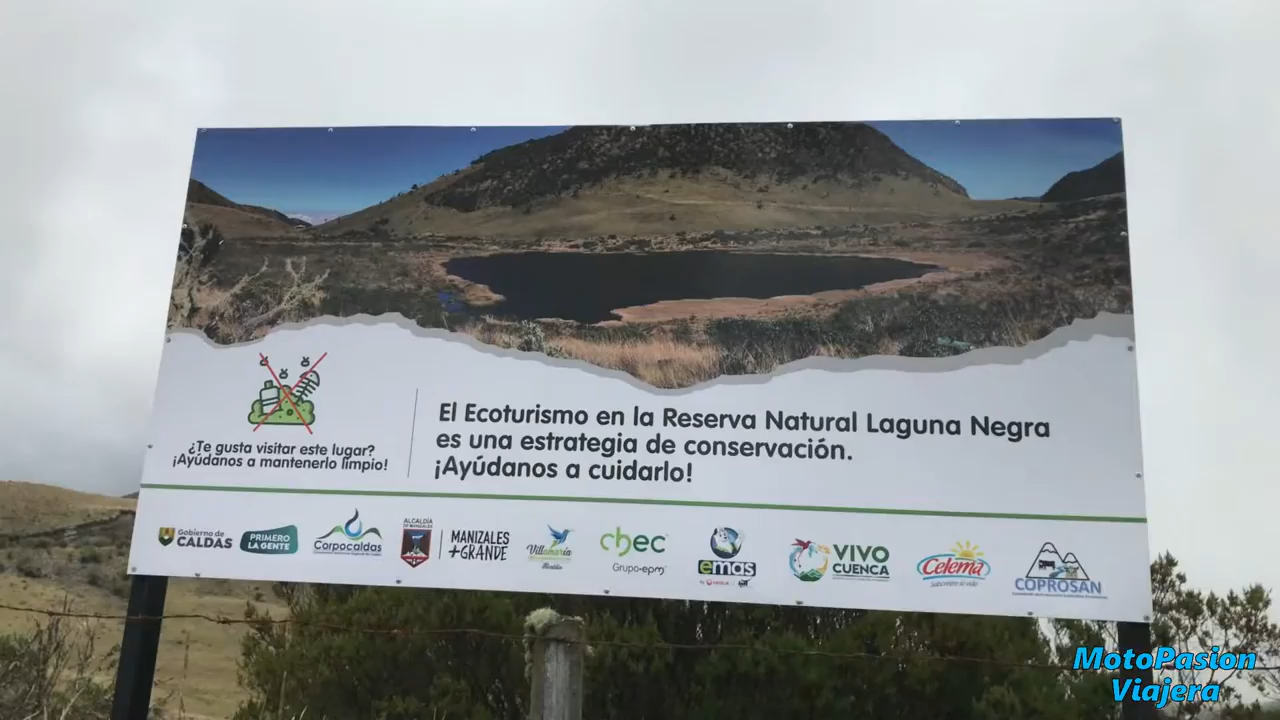 ¿Te gusta visitar este lugar?
¡Ayúdanos a mantenerlo limpio!
El Ecoturismo en la Reserva Natural Laguna Negra
es una estrategia de conservación.
¡Ayúdanos a cuidarlo!
Gobierno de
CALDAS
PRIMERO
LA GENTE
Corpocaldas
ALCALDÍA
DE MANIZALES
MANIZALES
+GRANDE
Villamaría
Alcaldía
chec
Grupo·epm
emas
VIVO
CUENCA
Celema
COPROSAN
MotoPasion
Viajera